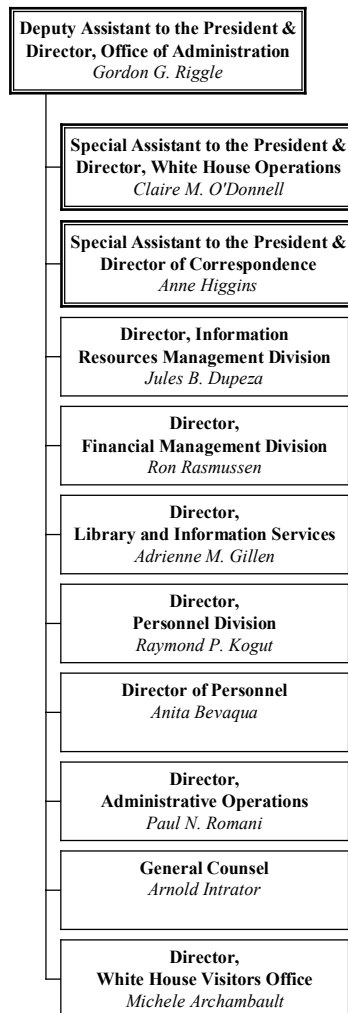 Deputy Assistant to the President &
Director, Office of Administration
Gordon G. Riggle
Special Assistant to the President &
Director, White House Operations
Claire M. O'Donnell
Special Assistant to the President &
Director of Correspondence
Anne Higgins
Director, Information
Resources Management Division
Jules B. Dupeza
Director,
Financial Management Division
Ron Rasmussen
Director,
Library and Information Services
Adrienne M. Gillen
Director,
Personnel Division
Raymond P. Kogut
Director of Personnel
Anita Bevaqua
Director,
Administrative Operations
Paul N. Romani
General Counsel
Arnold Intrator
Director,
White House Visitors Office
Michele Archambault